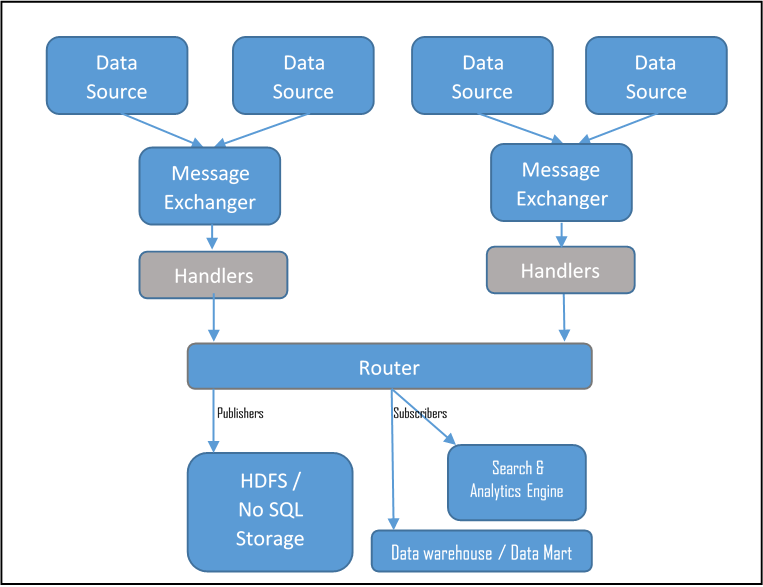 Data
Source
Data
Source
Data
Source
Data
Source
Message
Exchanger
Message
Exchanger
Handlers
Handlers
Router
Publishers
Subscribers
HDFS /
No SQL
Storage
Search &
Analytics Engine
Data warehouse / Data Mart